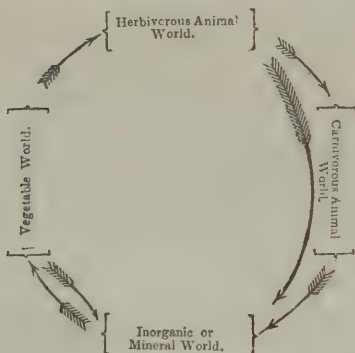 Herbivorous Animal
World.
Carnivorous Animal
World.
Vegetable World.
Inorganic or
Mineral World.